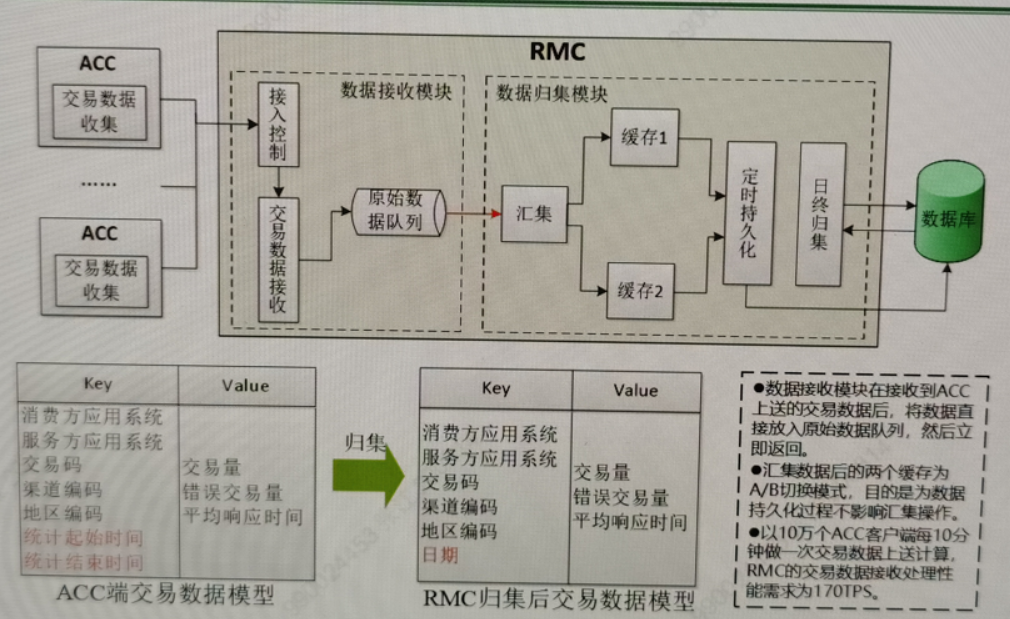 RMC
ACC
交易数据
收集
……
ACC
交易数据
收集
数据接收模块
接入控制
交易数据接收
原始数
据队列
数据归集模块
汇集
缓存1
缓存2
定时持久化
日终归集
数据库
Key
Value
消费方应用系统
服务方应用系统
交易码
渠道编码
地区编码
统计起始时间
统计结束时间
交易量
错误交易量
平均响应时间
ACC端交易数据模型
归集
Key
Value
消费方应用系统
服务方应用系统
交易码
渠道编码
地区编码
日期
交易量
错误交易量
平均响应时间
RMC归集后交易数据模型
●数据接收模块在接收到ACC
上送的交易数据后，将数据直
接放入原始数据队列，然后立
即返回。
●汇集数据后的两个缓存为
A/B切换模式，目的是为数据
持久化过程不影响汇集操作。
●以10万个ACC客户端每10分
钟做一次交易数据上送计算，
RMC的交易数据接收处理性
能需求为170TPS。